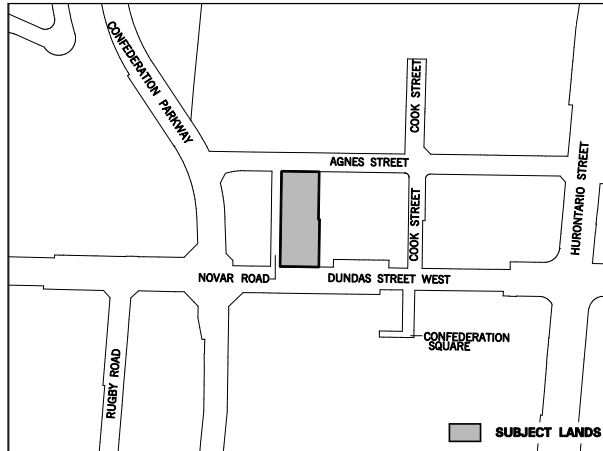 CONFEDERATION PARKWAY
COOK STREET
AGNES STREET
HURONTARIO STREET
COOK STREET
NOVAR ROAD
DUNDAS STREET WEST
CONFEDERATION
SQUARE
RUGBY ROAD
SUBJECT LANDS